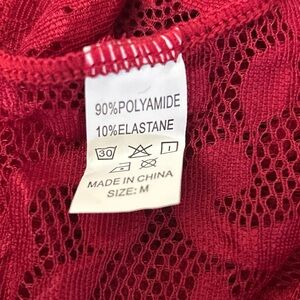 90%POLYAMIDE
10%ELASTANE
30
MADE IN CHINA
SIZE: M